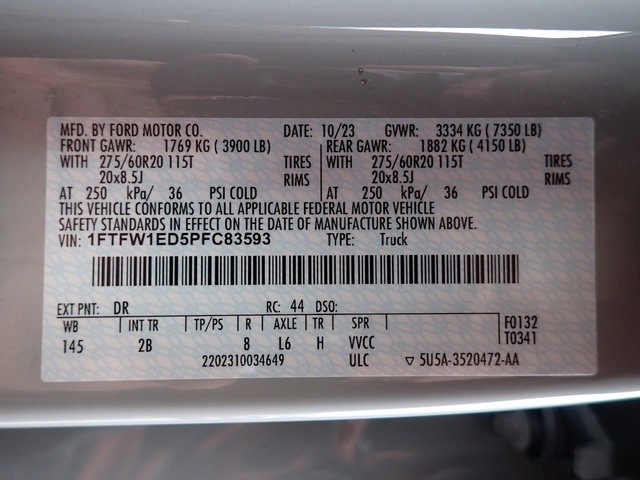 MFD. BY FORD MOTOR CO. DATE: 10/23 GVWR: 3334 KG ( 7350 LB)
FRONT GAWR: 1769 KG ( 3900 LB) REAR GAWR: 1882 KG ( 4150 LB)
WITH 275/60R20 115T TIRES WITH 275/60R20 115T TIRES
20x8.5J RIMS 20x8.5J RIMS
AT 250 kPa/ 36 PSI COLD AT 250 kPa/ 36 PSI COLD
THIS VEHICLE CONFORMS TO ALL APPLICABLE FEDERAL MOTOR VEHICLE
SAFETY STANDARDS IN EFFECT ON THE DATE OF MANUFACTURE SHOWN ABOVE.
VIN: 1FTFW1ED5PFC83593 TYPE: Truck
EXT PNT: DR RC: 44 DSO:
WB INT TR TP/PS R AXLE TR SPR F0132
145 2B 8 L6 H VVCC T0341
2202310034649 ULC ▽ 5U5A-3520472-AA